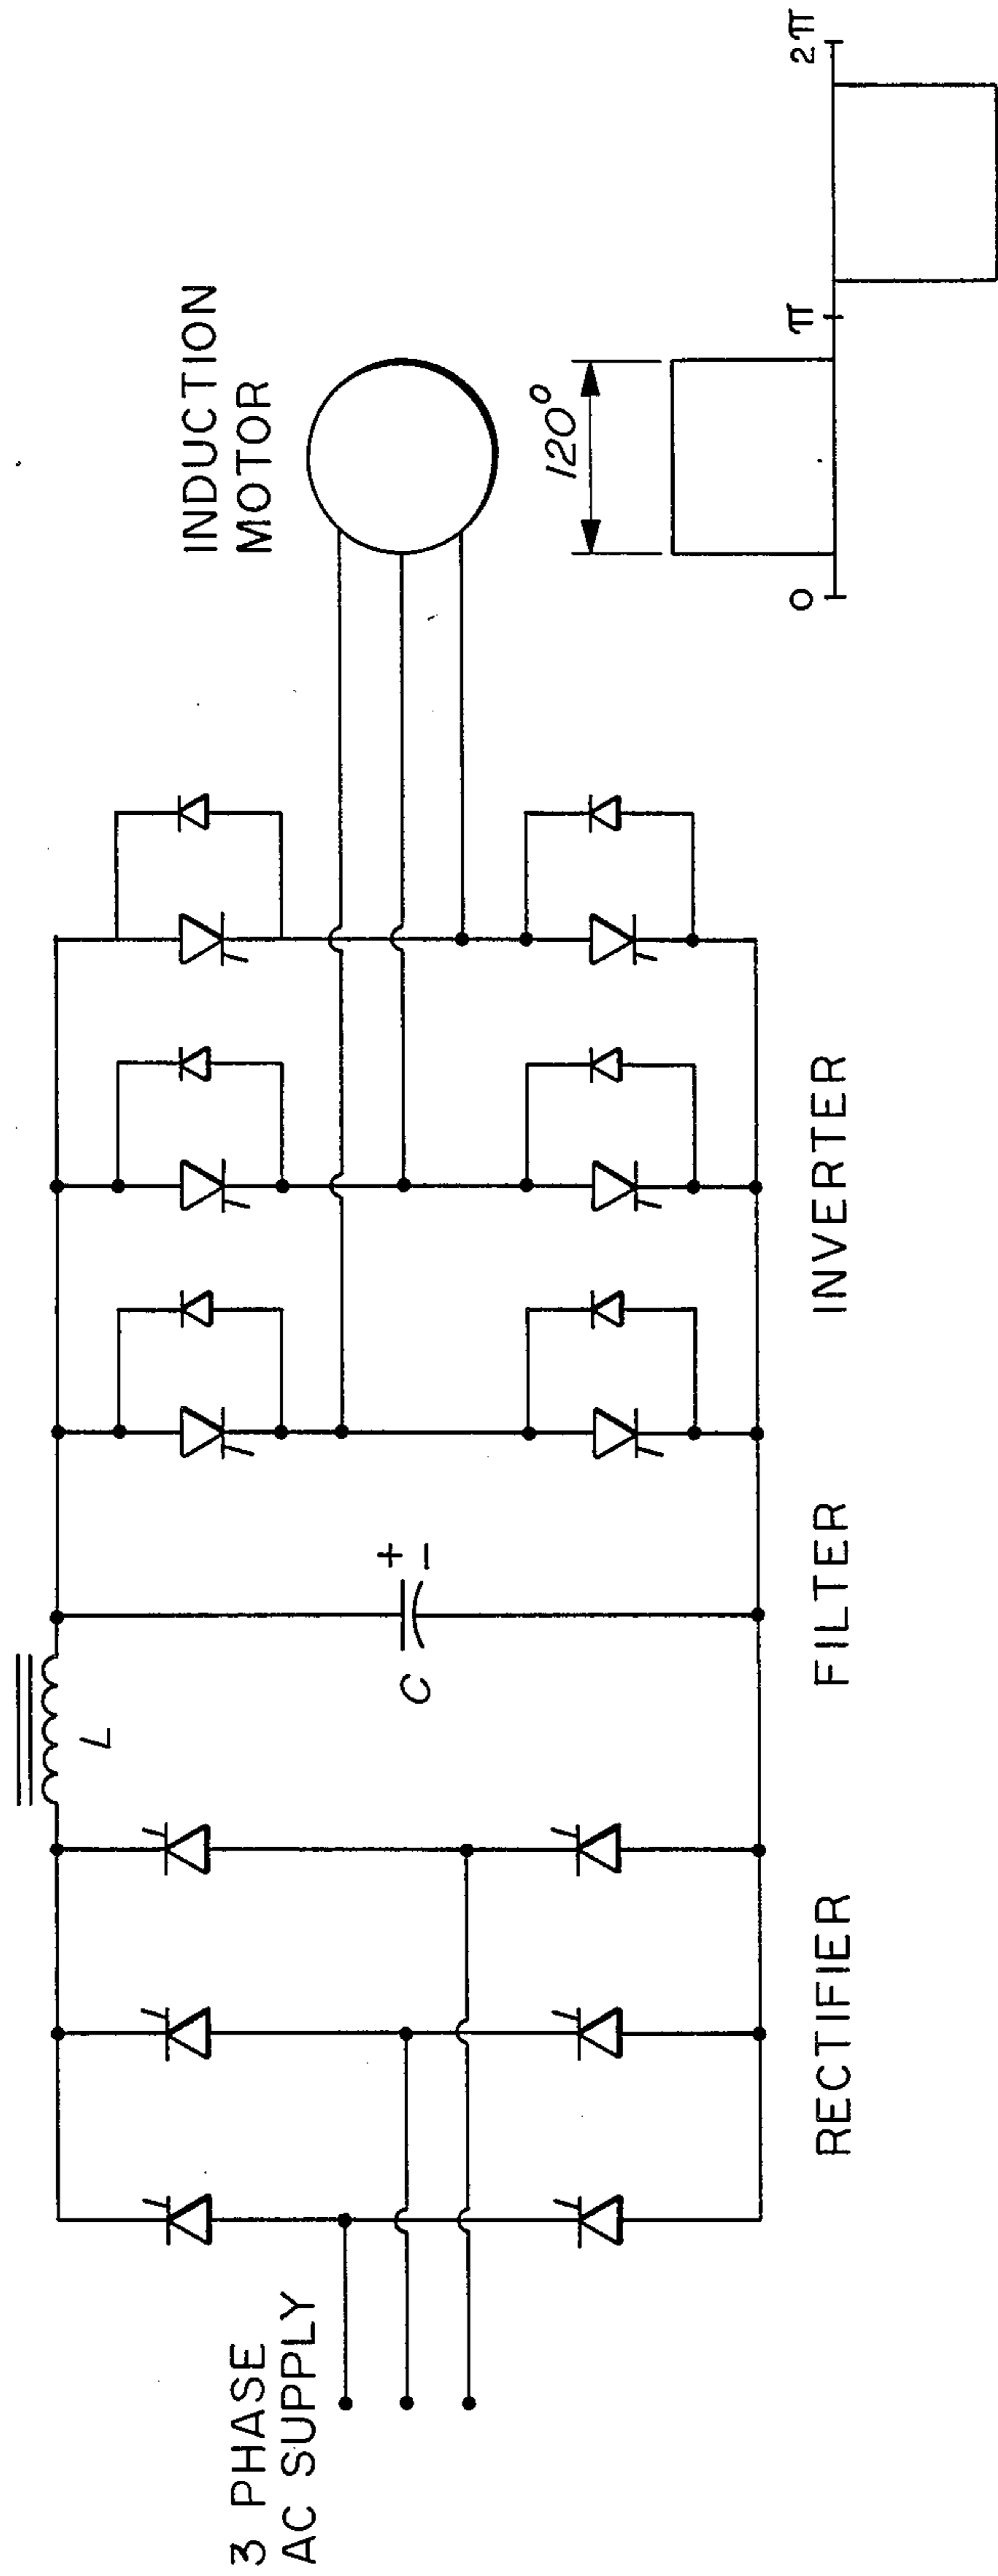 3 PHASE
AC SUPPLY
L
C
+
−
INDUCTION
MOTOR
120°
0
π
2π
RECTIFIER
FILTER
INVERTER